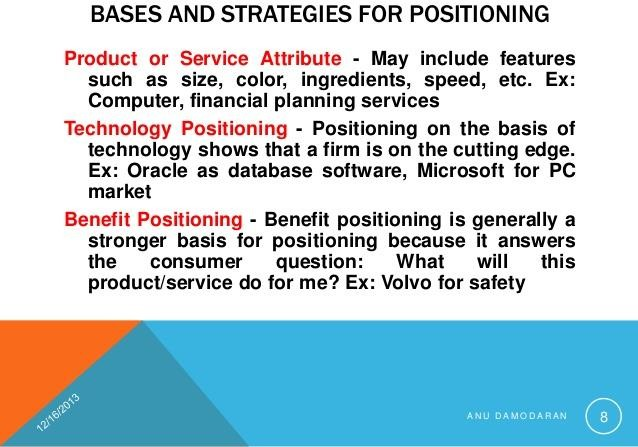 BASES AND STRATEGIES FOR POSITIONING
Product or Service Attribute - May include features
such as size, color, ingredients, speed, etc. Ex:
Computer, financial planning services
Technology Positioning - Positioning on the basis of
technology shows that a firm is on the cutting edge.
Ex: Oracle as database software, Microsoft for PC
market
Benefit Positioning - Benefit positioning is generally a
stronger basis for positioning because it answers
the consumer question: What will this
product/service do for me? Ex: Volvo for safety
12/16/2013
ANU DAMODARAN
8